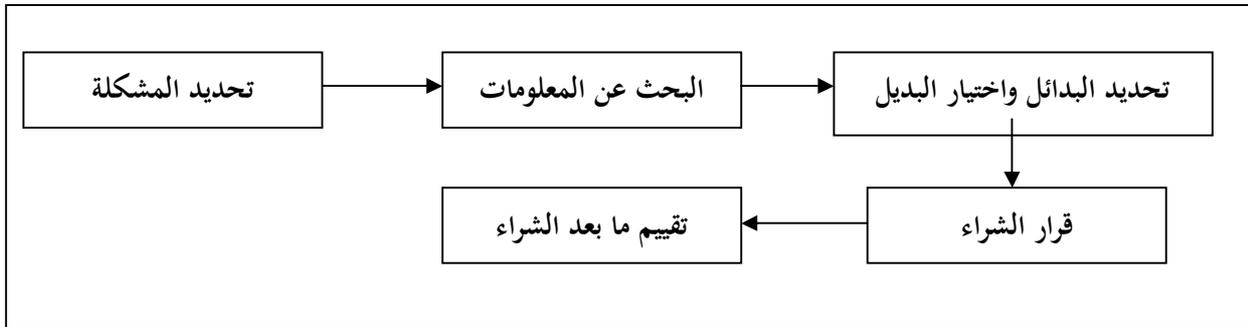 تحديد المشكلة
البحث عن المعلومات
تحديد البدائل واختيار البديل
قرار الشراء
تقييم ما بعد الشراء